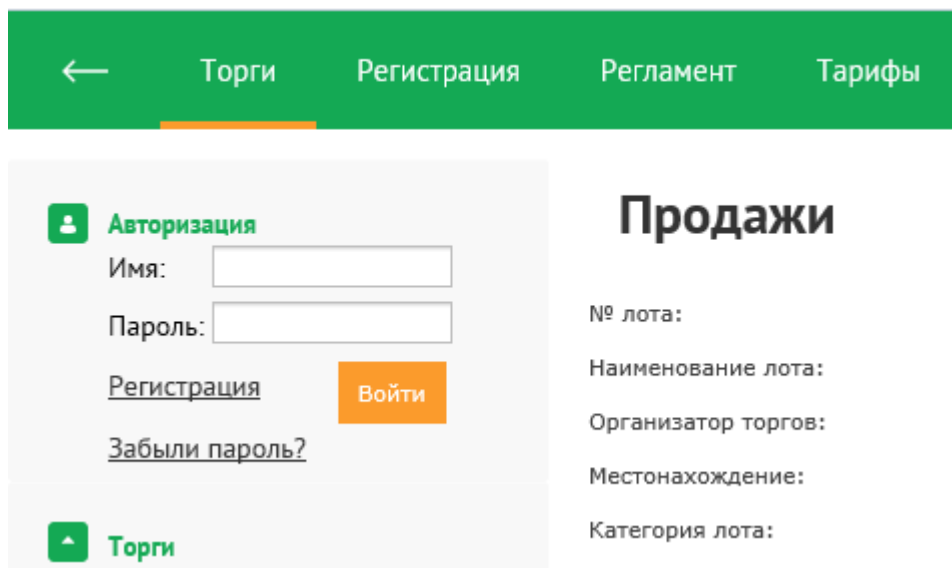 Торги Регистрация Регламент Тарифы
Авторизация
Имя:
Пароль:
Регистрация
Войти
Забыли пароль?
Торги
Продажи
№ лота:
Наименование лота:
Организатор торгов:
Местонахождение:
Категория лота: